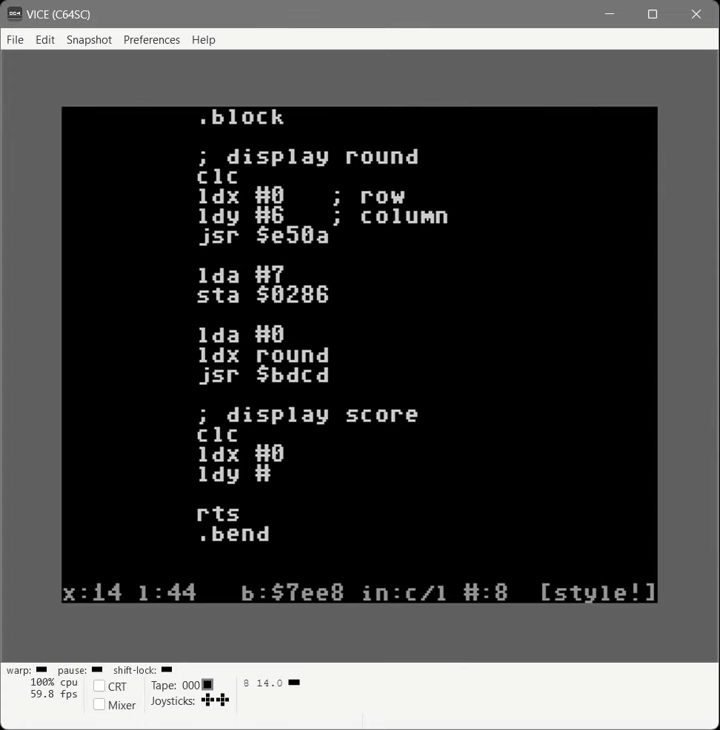 VICE (C64SC)
File Edit Snapshot Preferences Help
.block
; display round
clc
ldx #0 ; row
ldy #6 ; column
jsr $e50a
lda #7
sta $0286
lda #0
ldx round
jsr $bdcd
; display score
clc
ldx #0
ldy #
rts
.bend
x:14 l:44 b:$7ee8 in:c/l #:8 [style!]
warp: pause: shift-lock:
100% cpu
59.8 fps
CRT
Mixer
Tape: 000
Joysticks:
8 14.0